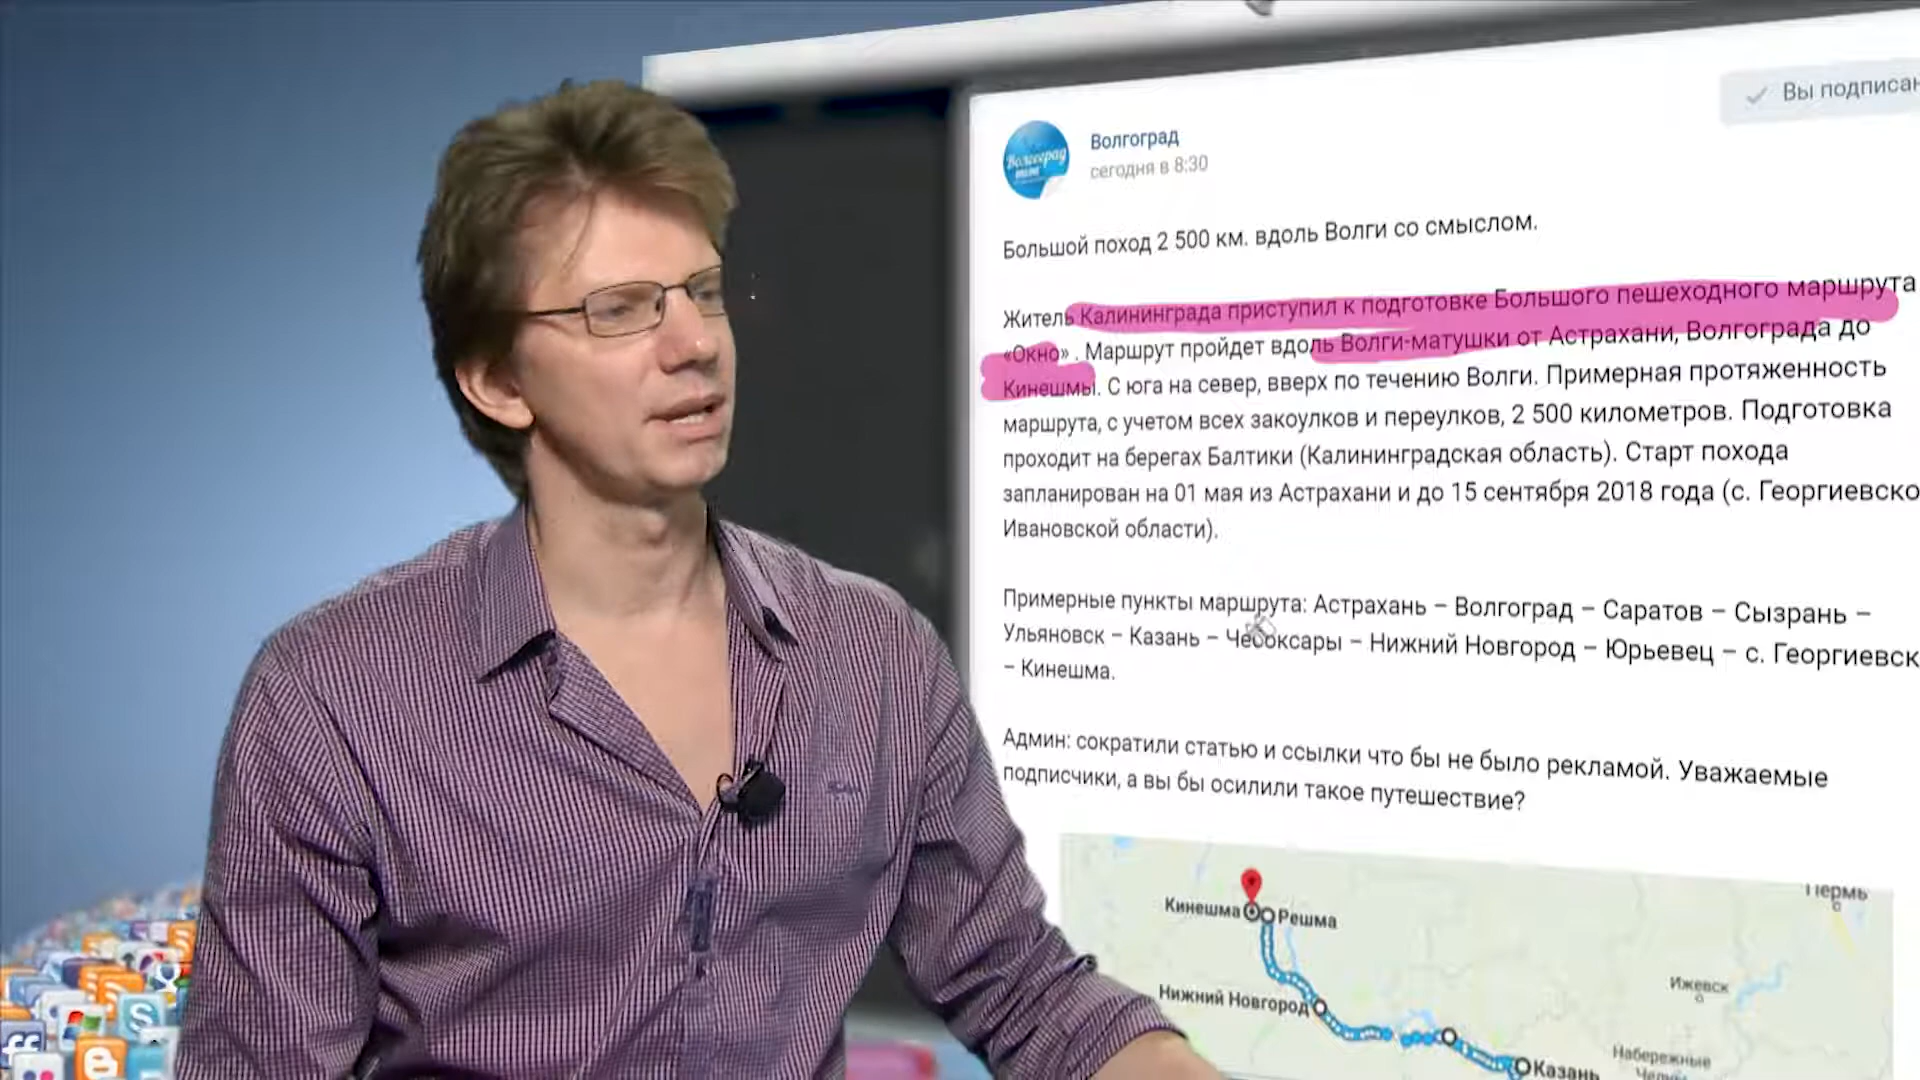 Вы подписан
Волгоград
сегодня в 8:30
Большой поход 2 500 км. вдоль Волги со смыслом.
Житель Калининграда приступил к подготовке Большого пешеходного маршрута
«Окно» . Маршрут пройдет вдоль Волги-матушки от Астрахани, Волгограда до
Кинешмы. С юга на север, вверх по течению Волги. Примерная протяженность
маршрута, с учетом всех закоулков и переулков, 2 500 километров. Подготовка
проходит на берегах Балтики (Калининградская область). Старт похода
запланирован на 01 мая из Астрахани и до 15 сентября 2018 года (с. Георгиевско
Ивановской области).
Примерные пункты маршрута: Астрахань – Волгоград – Саратов – Сызрань –
Ульяновск – Казань – Чебоксары – Нижний Новгород – Юрьевец – с. Георгиевск
– Кинешма.
Админ: сократили статью и ссылки что бы не было рекламой. Уважаемые
подписчики, а вы бы осилили такое путешествие?
Пермь
Кинешма Решма
Ижевск
Нижний Новгород
Набережные
Казань